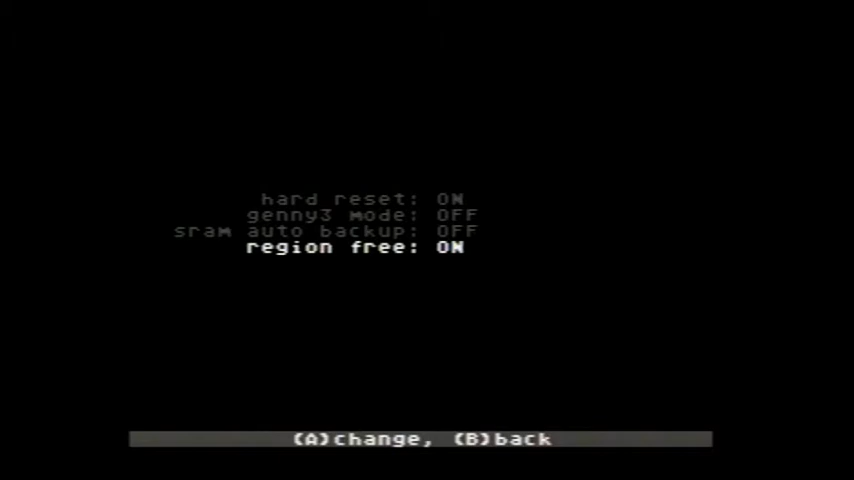 hard reset: ON
genny3 mode: OFF
sram auto backup: OFF
region free: ON
(A)change, (B)back